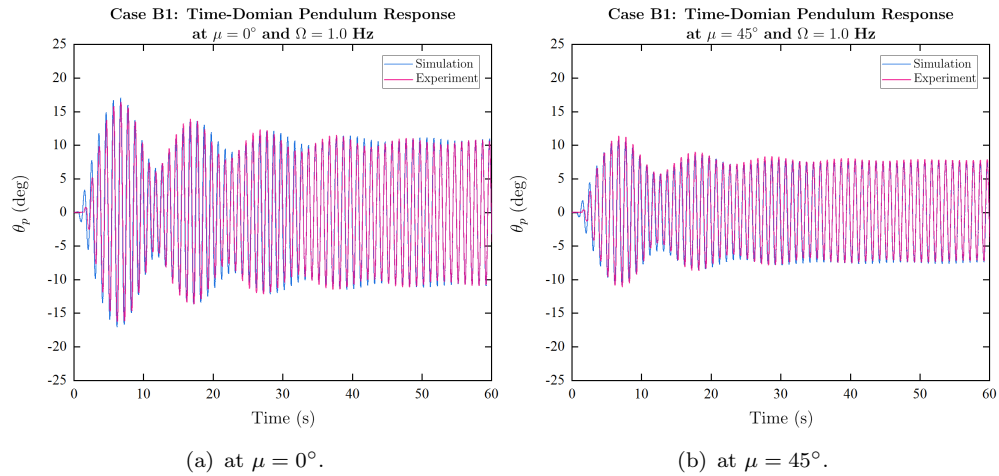 Case B1: Time-Domian Pendulum Response
at μ = 0° and Ω = 1.0 Hz
25
20
15
10
5
0
-5
-10
-15
-20
-25
θp (deg)
Simulation
Experiment
0 10 20 30 40 50 60
Time (s)
(a) at μ = 0°.
Case B1: Time-Domian Pendulum Response
at μ = 45° and Ω = 1.0 Hz
25
20
15
10
5
0
-5
-10
-15
-20
-25
θp (deg)
Simulation
Experiment
0 10 20 30 40 50 60
Time (s)
(b) at μ = 45°.